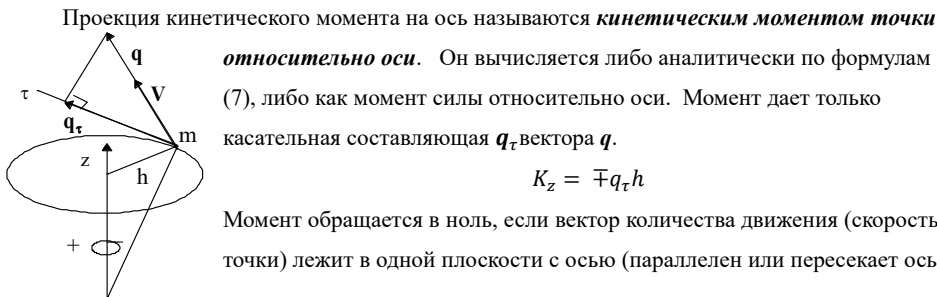 Проекция кинетического момента на ось называются кинетическим моментом точки
относительно оси. Он вычисляется либо аналитически по формулам
(7), либо как момент силы относительно оси. Момент дает только
касательная составляющая qτ вектора q.
K_z = ∓q_τh
Момент обращается в ноль, если вектор количества движения (скорость
точки) лежит в одной плоскости с осью (параллелен или пересекает ось
q
V
τ
qτ
m
z
h
+
−